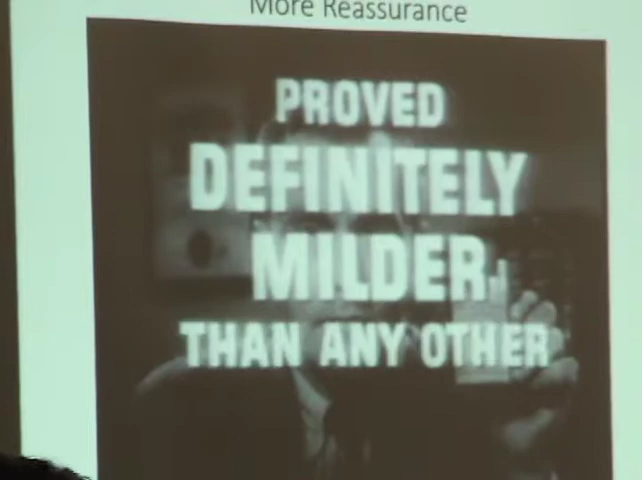 More Reassurance
PROVED
DEFINITELY
MILDER
THAN ANY OTHER